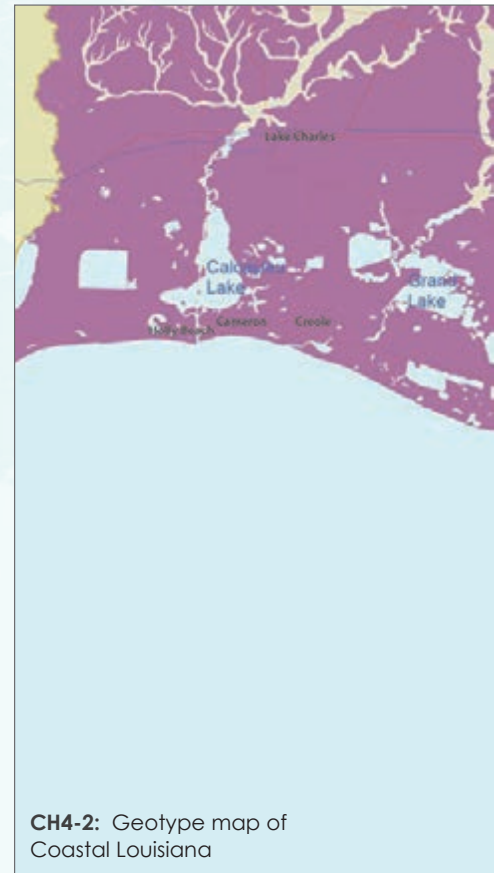 Lake Charles
Calcasieu
Lake
Grand
Lake
Holly Beach
Cameron
Creole
CH4-2: Geotype map of
Coastal Louisiana